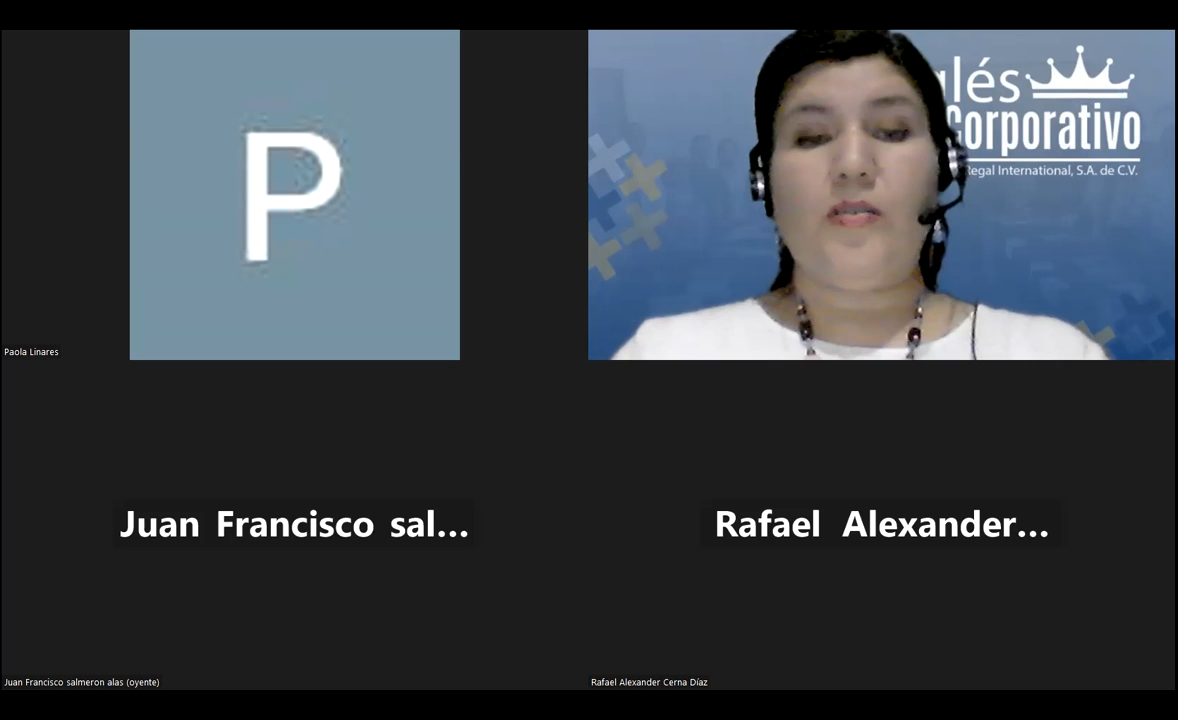 P
glés
Corporativo
Regal International, S.A. de C.V.
Paola Linares
Juan Francisco sal...
Rafael Alexander...
Juan Francisco salmeron alas (oyente)
Rafael Alexander Cerna Díaz